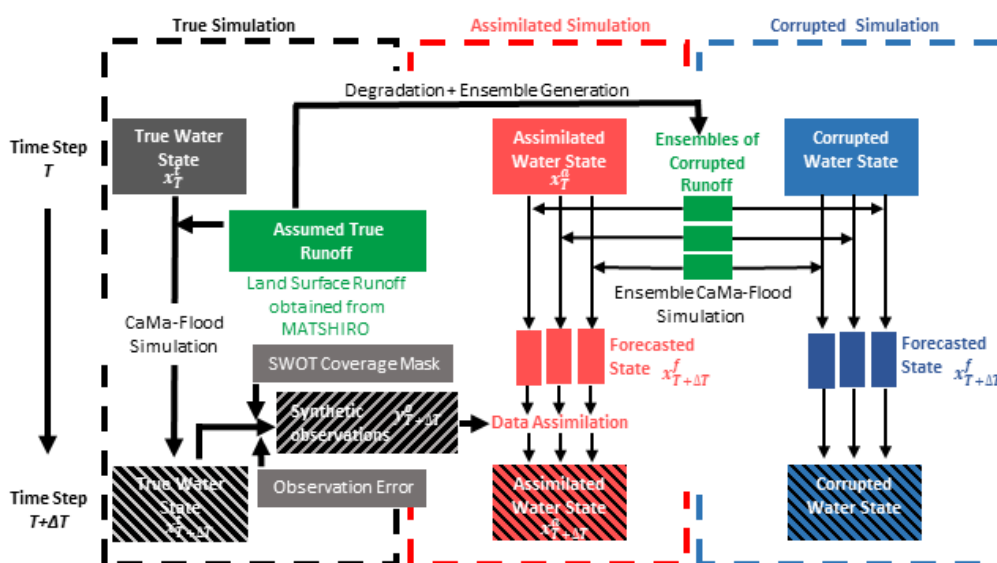 True Simulation
Assimilated Simulation
Corrupted Simulation
Degradation + Ensemble Generation
Time Step
T
True Water
State
x_T^t
Assimilated
Water State
x_T^a
Ensembles of
Corrupted
Runoff
Corrupted
Water State
Assumed True
Runoff
Land Surface Runoff
obtained from
MATSHIRO
Ensemble CaMa-Flood
Simulation
CaMa-Flood
Simulation
SWOT Coverage Mask
Forecasted
State x_{T+ΔT}^f
Forecasted
State x_{T+ΔT}^f
Synthetic
observations
Data Assimilation
Observation Error
Time Step
T+ΔT
True Water
State
x_{T+ΔT}^t
Assimilated
Water State
x_{T+ΔT}^a
Corrupted
Water State